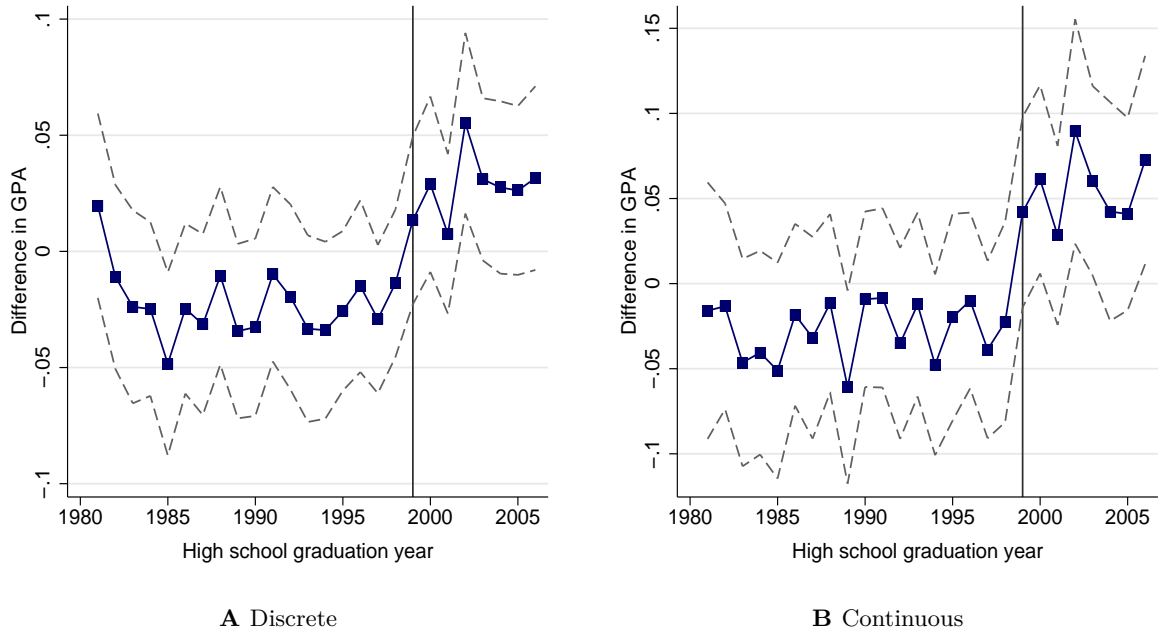 .1
.05
0
−.05
−.1
Difference in GPA
1980 1985 1990 1995 2000 2005
High school graduation year
A Discrete
.15
.1
.05
0
−.05
−.1
Difference in GPA
1980 1985 1990 1995 2000 2005
High school graduation year
B Continuous